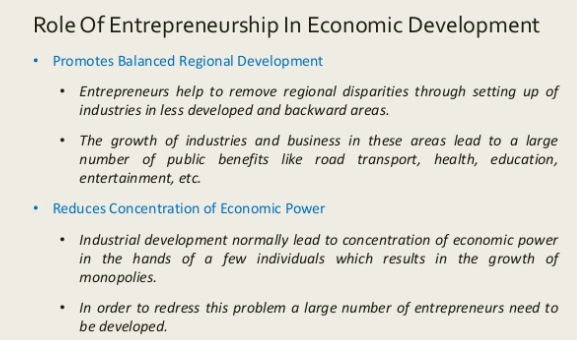 Role Of Entrepreneurship In Economic Development
• Promotes Balanced Regional Development
• Entrepreneurs help to remove regional disparities through setting up of
industries in less developed and backward areas.
• The growth of industries and business in these areas lead to a large
number of public benefits like road transport, health, education,
entertainment, etc.
• Reduces Concentration of Economic Power
• Industrial development normally lead to concentration of economic power
in the hands of a few individuals which results in the growth of
monopolies.
• In order to redress this problem a large number of entrepreneurs need to
be developed.